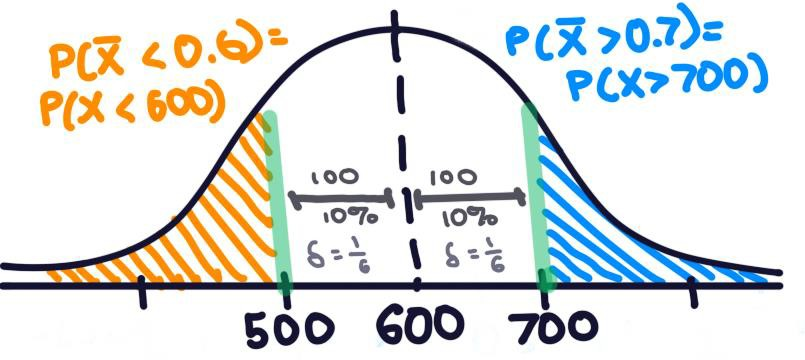 P(X̄ < 0.6)=
P(X < 600)
P(X̄ > 0.7)=
P(X > 700)
100
10%
δ = 1/6
100
10%
δ = 1/6
500 600 700